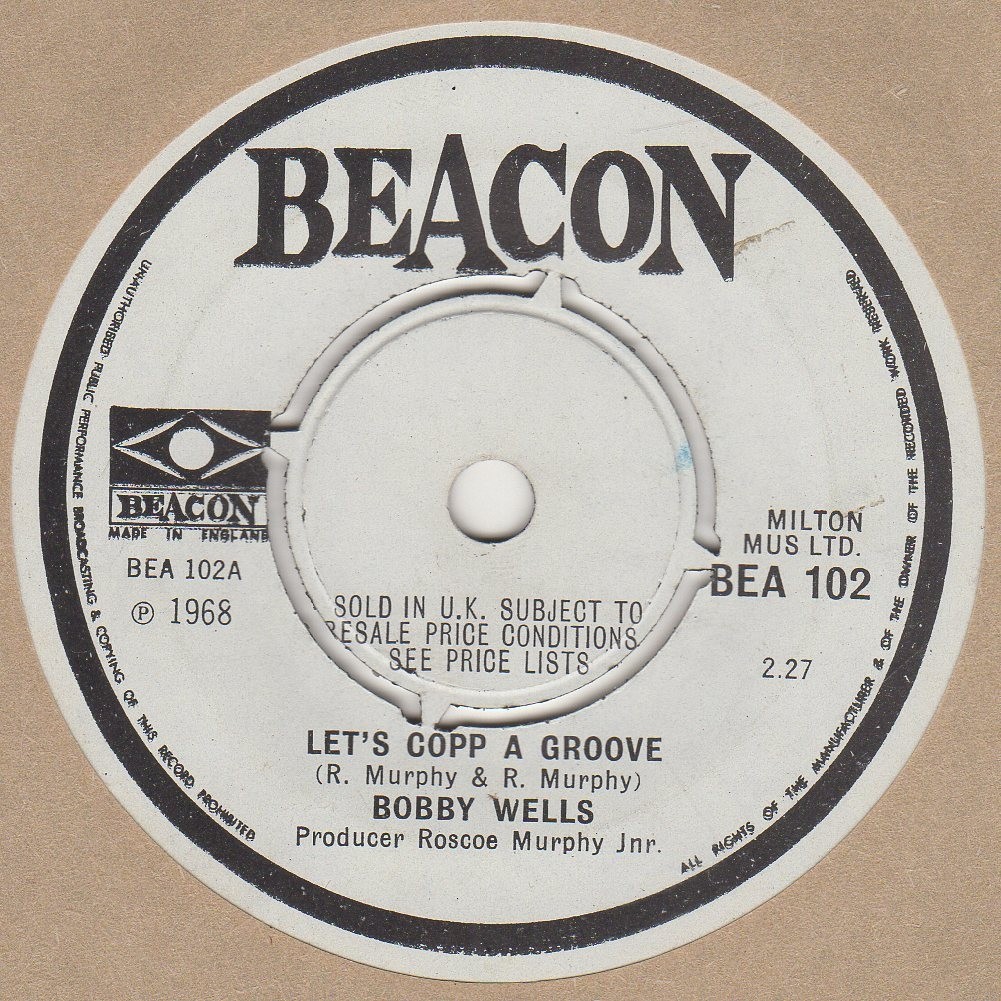 BEACON
UNAUTHORISED PUBLIC PERFORMANCE BROADCASTING & COPYING OF THIS RECORD PROHIBITED
ALL RIGHTS OF THE MANUFACTURER & OF THE OWNER OF THE RECORDED WORK RESERVED
BEACON
MADE IN ENGLAND
BEA 102A
℗ 1968
MILTON
MUS LTD.
BEA 102
2.27
SOLD IN U.K. SUBJECT TO
RESALE PRICE CONDITIONS
SEE PRICE LISTS
LET'S COPP A GROOVE
(R. Murphy & R. Murphy)
BOBBY WELLS
Producer Roscoe Murphy Jnr.